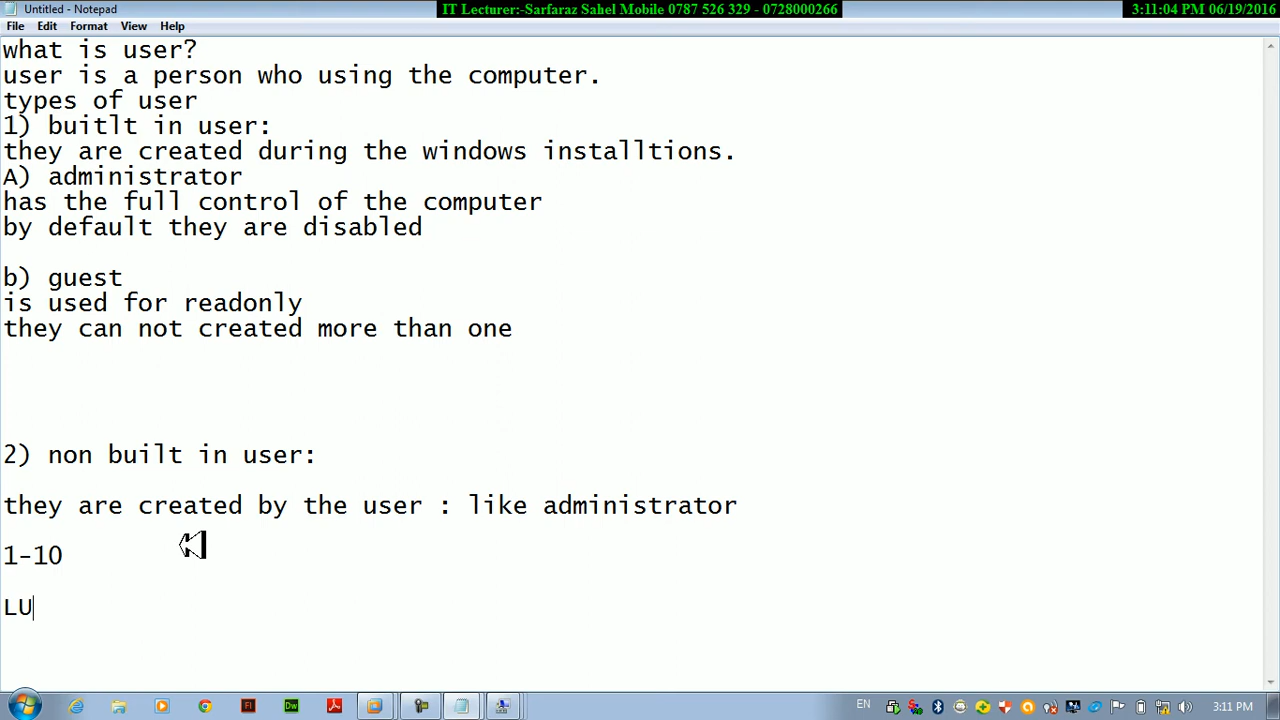 Untitled - Notepad
IT Lecturer:-Sarfaraz Sahel Mobile 0787 526 329 - 0728000266
3:11:04 PM 06/19/2016
File Edit Format View Help
what is user?
user is a person who using the computer.
types of user
1) buitlt in user:
they are created during the windows installtions.
A) administrator
has the full control of the computer
by default they are disabled
b) guest
is used for readonly
they can not created more than one
2) non built in user:
they are created by the user : like administrator
1-10
LU
EN
3:11 PM